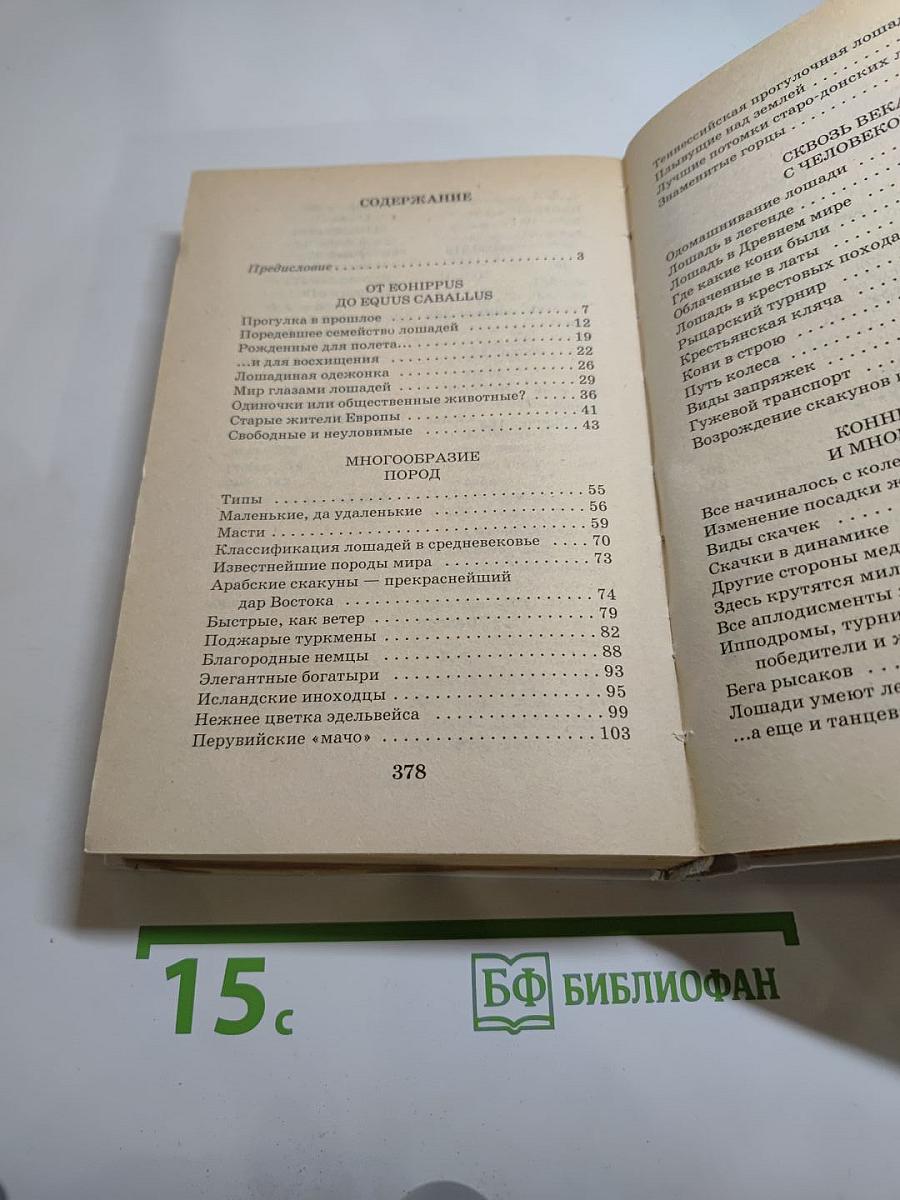 СОДЕРЖАНИЕ
Предисловие . . . . . . . . . . . . . . . . . . . . . . . . . . . . 3
ОТ EOHIPPUS
ДО EQUUS CABALLUS
Прогулка в прошлое . . . . . . . . . . . . . . . . . . . . . . 7
Поредевшее семейство лошадей . . . . . . . . . . . . 12
Рожденные для полета... . . . . . . . . . . . . . . . . . . 19
...и для восхищения . . . . . . . . . . . . . . . . . . . . . 22
Лошадиная одежонка . . . . . . . . . . . . . . . . . . . . 26
Мир глазами лошадей . . . . . . . . . . . . . . . . . . . . 29
Одиночки или общественные животные? . . . . . 36
Старые жители Европы . . . . . . . . . . . . . . . . . . . 41
Свободные и неуловимые . . . . . . . . . . . . . . . . . 43
МНОГООБРАЗИЕ
ПОРОД
Типы . . . . . . . . . . . . . . . . . . . . . . . . . . . . . . . . . 55
Маленькие, да удаленькие . . . . . . . . . . . . . . . . 56
Масти . . . . . . . . . . . . . . . . . . . . . . . . . . . . . . . . 59
Классификация лошадей в средневековье . . . . 70
Известнейшие породы мира . . . . . . . . . . . . . . . 73
Арабские скакуны — прекраснейший
дар Востока . . . . . . . . . . . . . . . . . . . . . . . . . 74
Быстрые, как ветер . . . . . . . . . . . . . . . . . . . . . . 79
Поджарые туркмены . . . . . . . . . . . . . . . . . . . . . 82
Благородные немцы . . . . . . . . . . . . . . . . . . . . . 88
Элегантные богатыри . . . . . . . . . . . . . . . . . . . . 93
Исландские иноходцы . . . . . . . . . . . . . . . . . . . . 95
Нежнее цветка эдельвейса . . . . . . . . . . . . . . . . 99
Перувийские «мачо» . . . . . . . . . . . . . . . . . . . . . 103
378
Теннессийская прогулочная лошад
Плывущие над землей . . . . . . . .
Лучшие потомки старо-донских л
Знаменитые горцы . . . . . . . . .
СКВОЗЬ ВЕКА
С ЧЕЛОВЕКО
Одомашнивание лошади . . . .
Лошадь в легенде . . . . . . . .
Лошадь в Древнем мире . . .
Где какие кони были . . . .
Облаченные в латы . . . . .
Лошадь в крестовых похода
Рыцарский турнир . . . . .
Крестьянская кляча . . . .
Кони в строю . . . . . . . .
Путь колеса . . . . . . . . .
Виды запряжек . . . . . .
Гужевой транспорт . . .
Возрождение скакунов
КОНН
И МНО
Все начиналось с коле
Изменение посадки ж
Виды скачек . . . . .
Скачки в динамике
Другие стороны мед
Здесь крутятся мил
Все аплодисменты
Ипподромы, турни
победители и ж
Бега рысаков . . .
Лошади умеют ле
...а еще и танцев
15 с
БФ БИБЛИОФАН